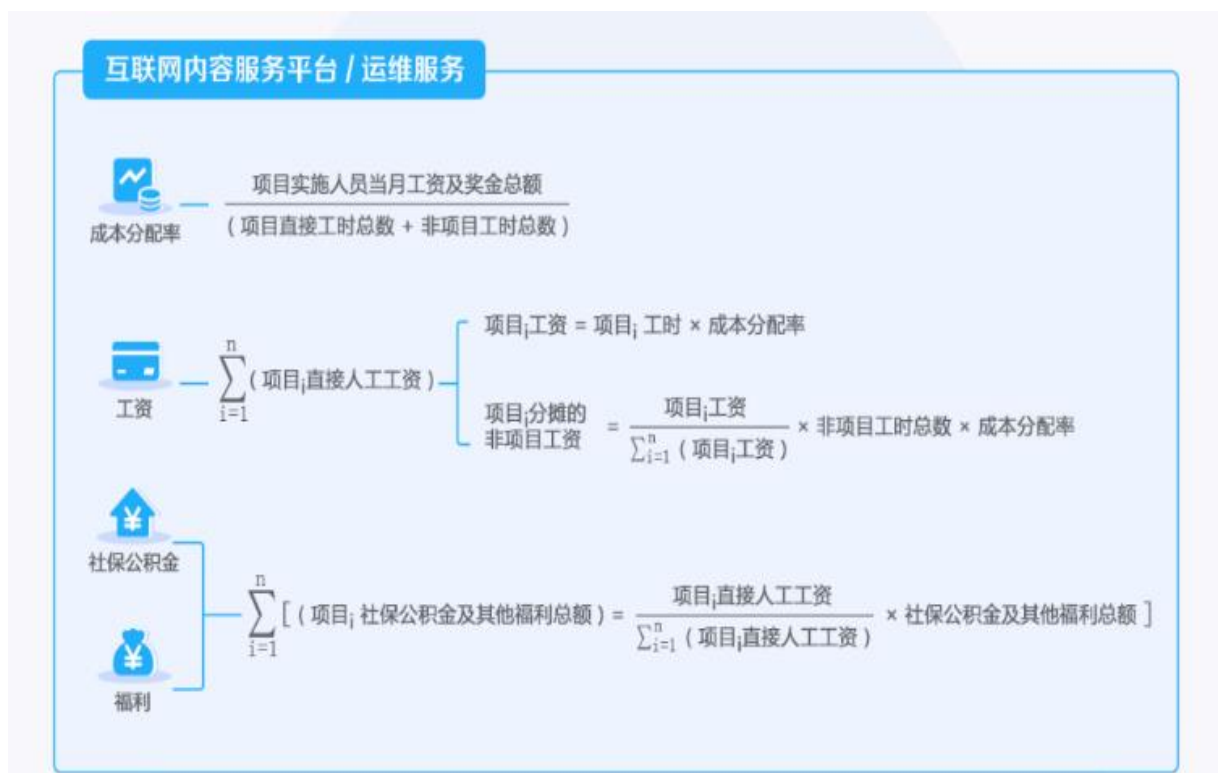 互联网内容服务平台 / 运维服务
项目实施人员当月工资及奖金总额
( 项目直接工时总数 + 非项目工时总数 )
成本分配率
n
∑ ( 项目i直接人工工资 )
i=1
工资
项目i工资 = 项目i 工时 × 成本分配率
项目i分摊的
非项目工资
=
项目i工资
∑ni=1 ( 项目i工资 )
× 非项目工时总数 × 成本分配率
¥
社保公积金
¥
福利
n
∑ [ ( 项目i 社保公积金及其他福利总额 ) =
i=1
项目i直接人工工资
∑ni=1 ( 项目i直接人工工资 )
× 社保公积金及其他福利总额 ]